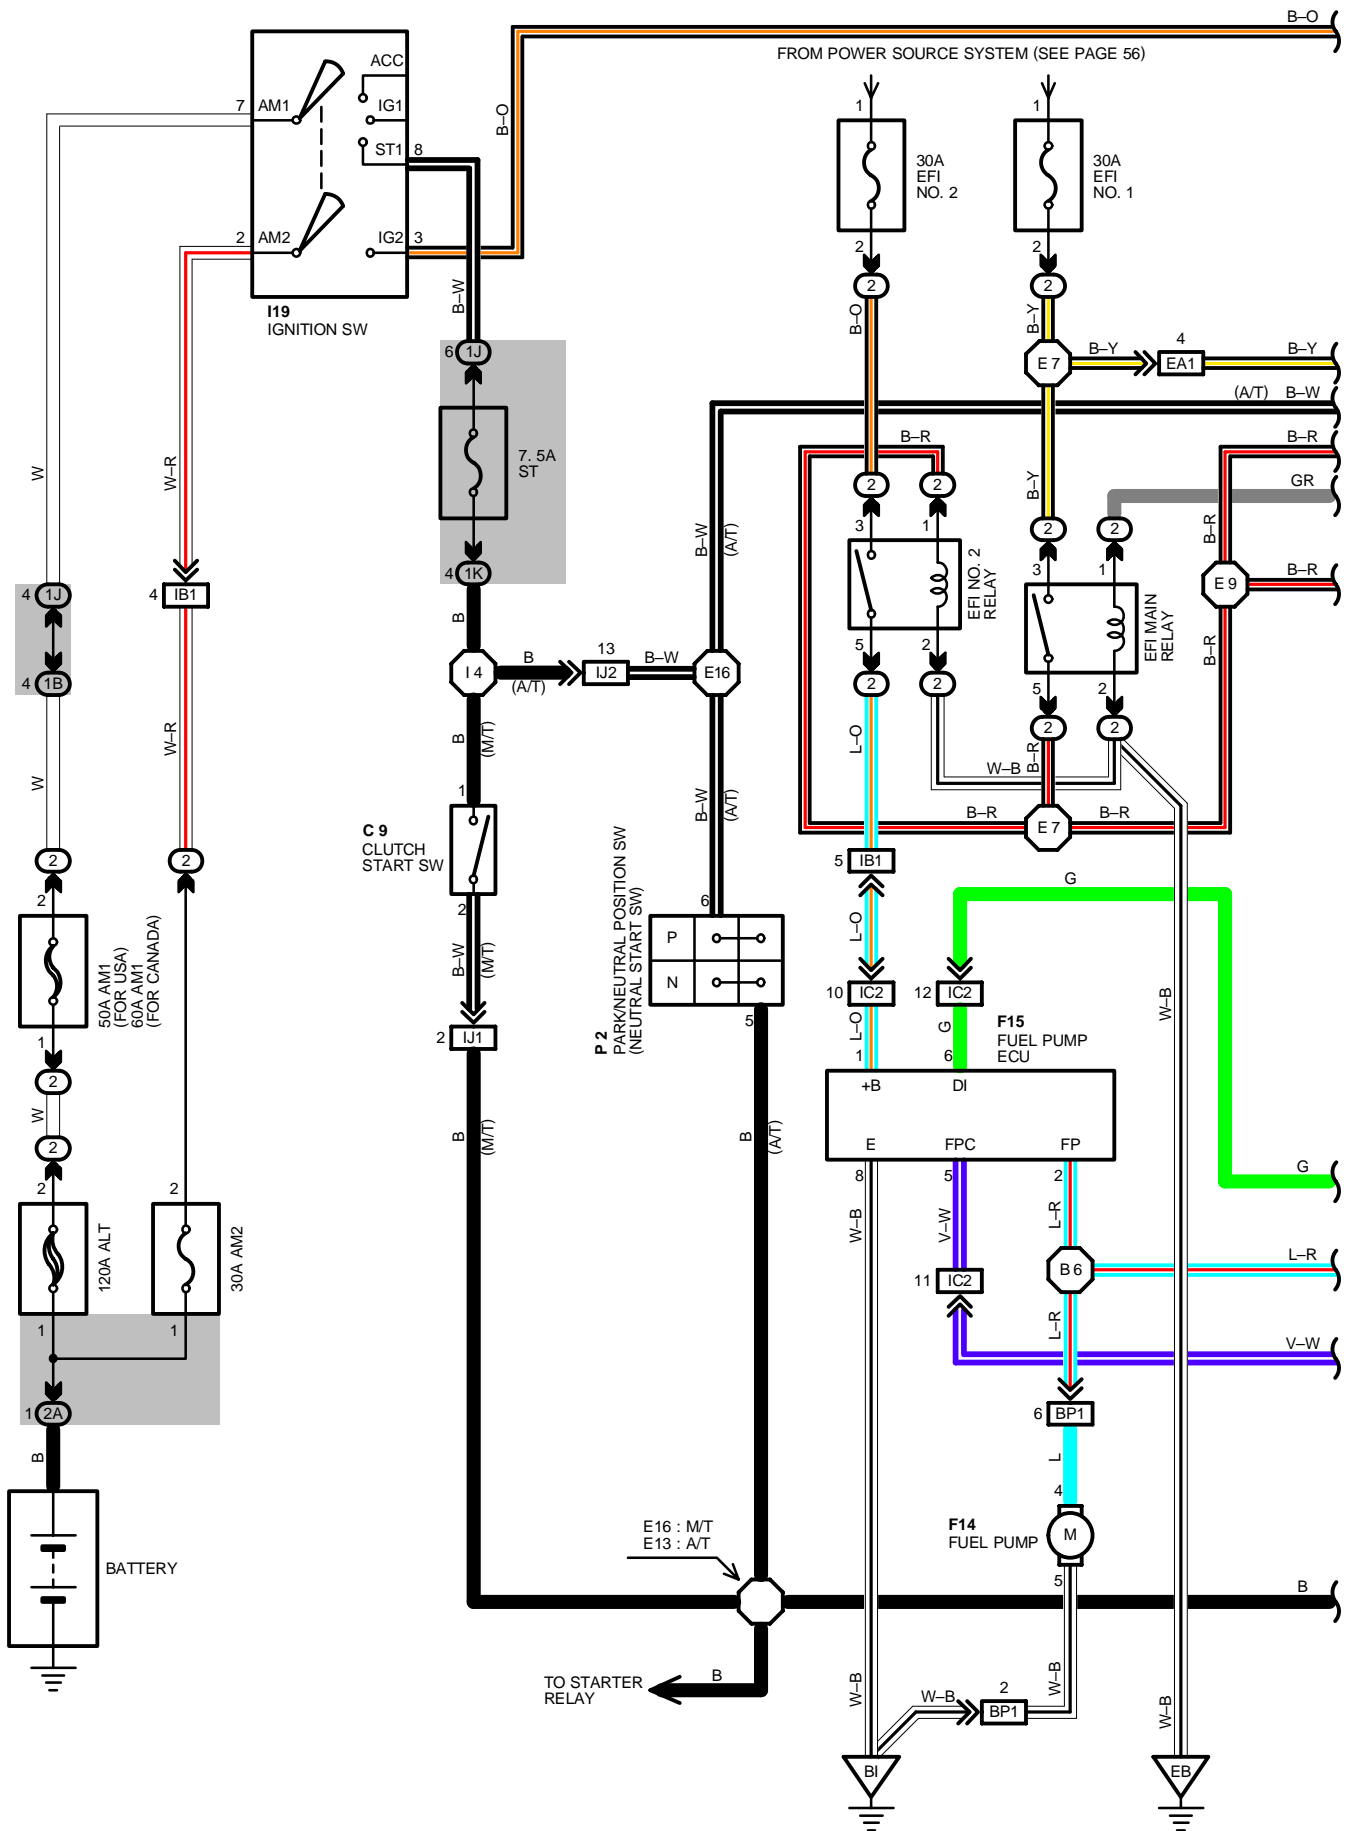 B–O
FROM POWER SOURCE SYSTEM (SEE PAGE 56)
ACC
7 AM1
IG1
ST1 8
2 AM2
IG2 3
I19
IGNITION SW
B–O
1
30A
EFI
NO. 2
2
2
1
30A
EFI
NO. 1
2
2
B–W
6 1J
7. 5A
ST
4 1K
B–O
B–Y
E 7
B–Y
4
EA1
B–Y
(A/T) B–W
B–R
B–R
GR
W
W–R
B–W
(A/T)
B–Y
2
2
2
2
3
1
3
1
B–R
EFI NO. 2
RELAY
EFI MAIN
RELAY
E 9
B–R
4 1J
4 IB1
4 1B
B
I 4
B
(A/T)
13
IJ2
B–W
E16
5
2
2
2
5
2
2
2
B–R
W
W–R
B
(M/T)
B–W
(A/T)
L–O
W–B
B–R
B–R
E 7
B–R
1
C 9
CLUTCH
START SW
2
2
2
2
5 IB1
G
50A AM1
(FOR USA)
60A AM1
(FOR CANADA)
1
2
B–W
(M/T)
P 2
PARK/NEUTRAL POSITION SW
(NEUTRAL START SW)
6
P
N
5
L–O
10 IC2
12 IC2
L–O
G
F15
FUEL PUMP
ECU
W–B
2 IJ1
1
6
+B
DI
E
FPC
FP
W
2
2
2
B
(M/T)
B
(A/T)
8
5
2
G
120A ALT
30A AM2
W–B
V–W
L–R
B 6
L–R
11 IC2
1
1
L–R
V–W
1 2A
6 BP1
B
L
4
BATTERY
E16 : M/T
E13 : A/T
F14
FUEL PUMP
M
5
B
TO STARTER
RELAY
B
W–B
W–B
2
BP1
W–B
W–B
BI
EB